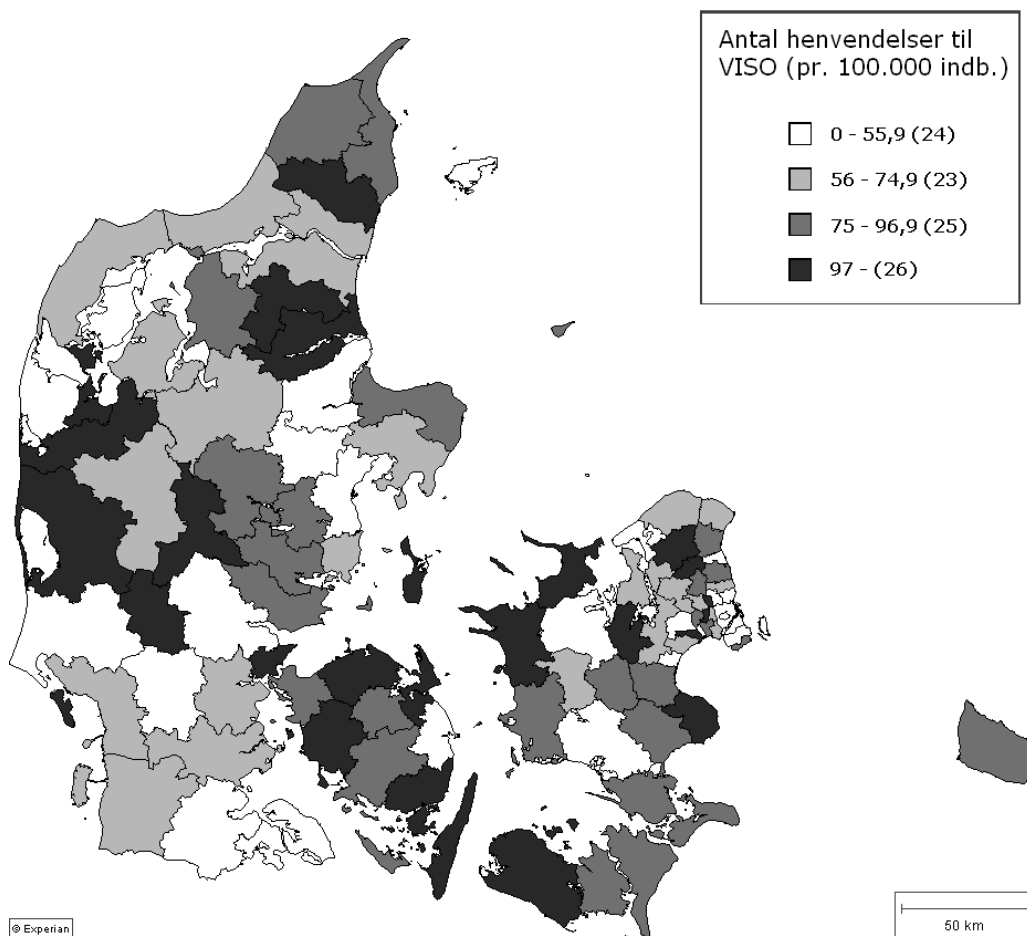 Antal henvendelser til
VISO (pr. 100.000 indb.)
0 - 55,9 (24)
56 - 74,9 (23)
75 - 96,9 (25)
97 - (26)
© Experian
50 km